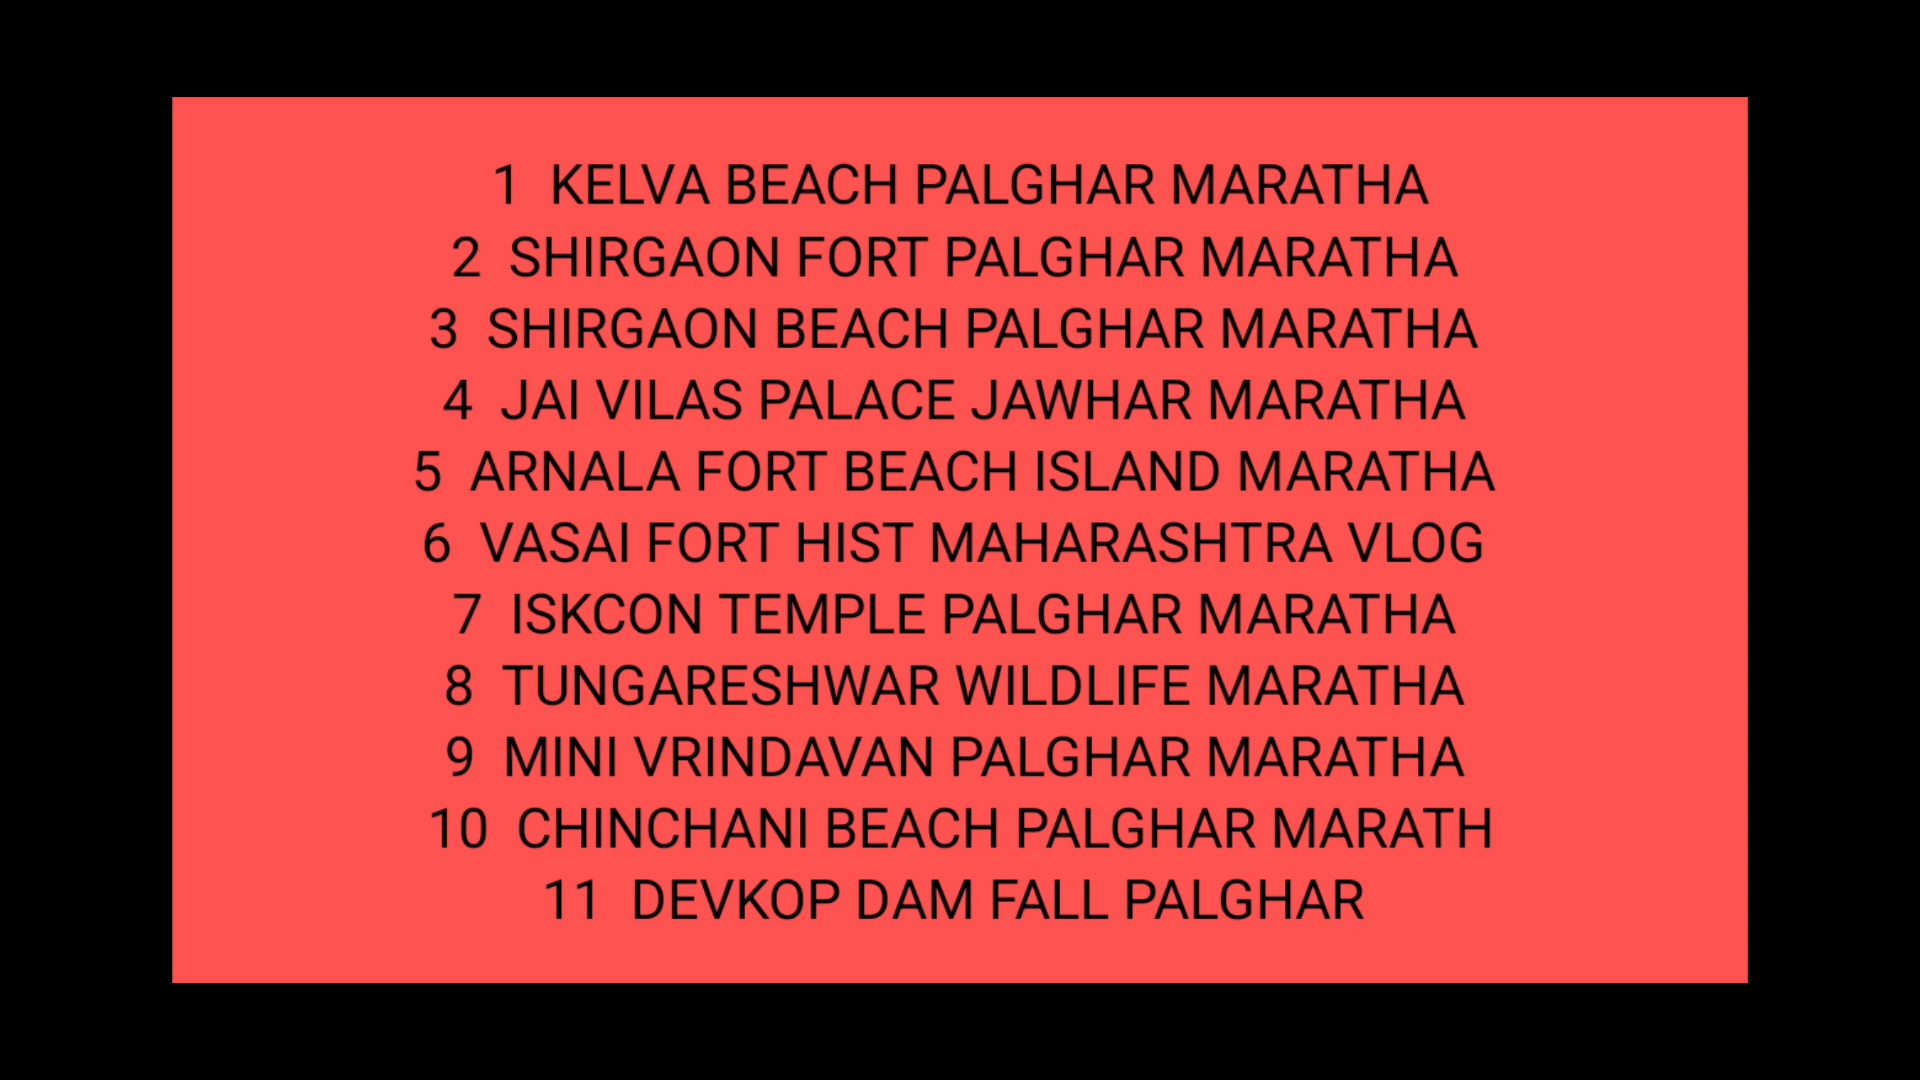 1 KELVA BEACH PALGHAR MARATHA
2 SHIRGAON FORT PALGHAR MARATHA
3 SHIRGAON BEACH PALGHAR MARATHA
4 JAI VILAS PALACE JAWHAR MARATHA
5 ARNALA FORT BEACH ISLAND MARATHA
6 VASAI FORT HIST MAHARASHTRA VLOG
7 ISKCON TEMPLE PALGHAR MARATHA
8 TUNGARESHWAR WILDLIFE MARATHA
9 MINI VRINDAVAN PALGHAR MARATHA
10 CHINCHANI BEACH PALGHAR MARATH
11 DEVKOP DAM FALL PALGHAR